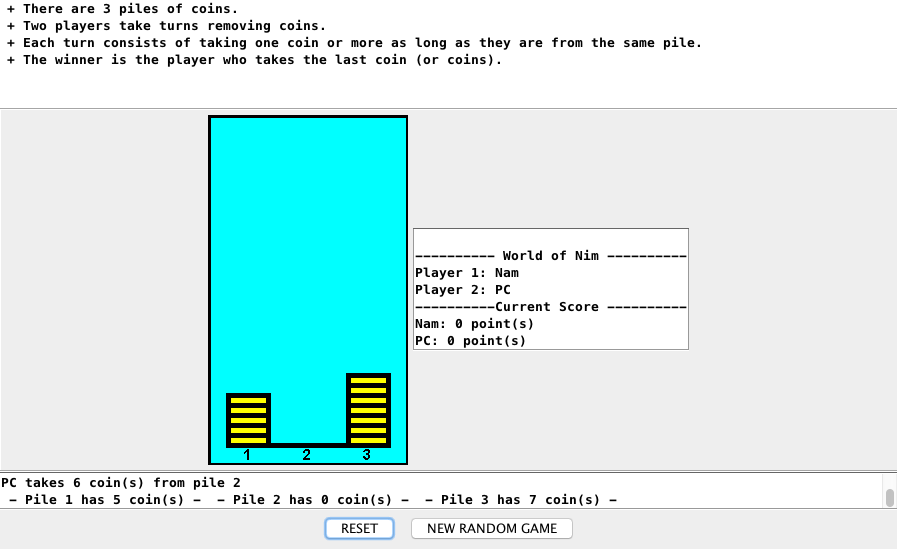 + There are 3 piles of coins.
+ Two players take turns removing coins.
+ Each turn consists of taking one coin or more as long as they are from the same pile.
+ The winner is the player who takes the last coin (or coins).
---------- World of Nim ----------
Player 1: Nam
Player 2: PC
----------Current Score ----------
Nam: 0 point(s)
PC: 0 point(s)
1 2 3
PC takes 6 coin(s) from pile 2
- Pile 1 has 5 coin(s) -  - Pile 2 has 0 coin(s) -  - Pile 3 has 7 coin(s) -
RESET NEW RANDOM GAME